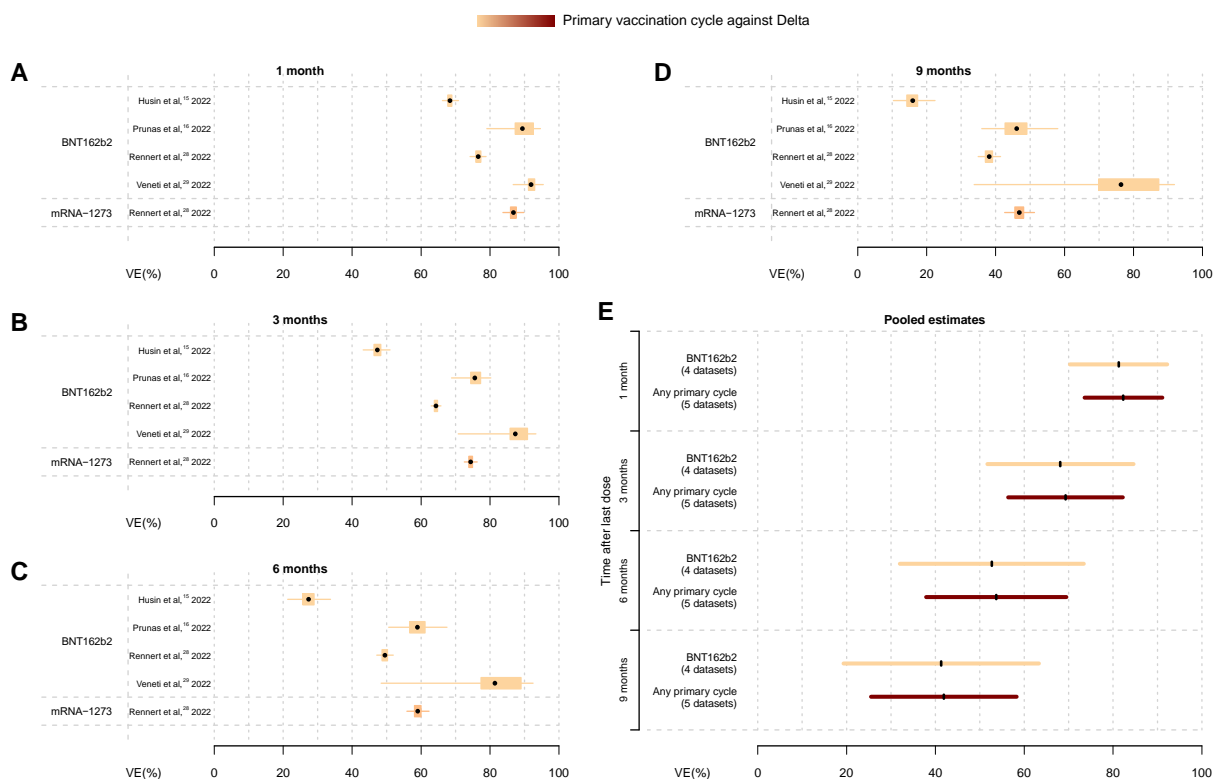 Primary vaccination cycle against Delta
A
1 month
BNT162b2
Husin et al,15 2022
Prunas et al,16 2022
Rennert et al,28 2022
Veneti et al,29 2022
mRNA−1273
Rennert et al,28 2022
VE(%)
0 20 40 60 80 100
B
3 months
BNT162b2
Husin et al,15 2022
Prunas et al,16 2022
Rennert et al,28 2022
Veneti et al,29 2022
mRNA−1273
Rennert et al,28 2022
VE(%)
0 20 40 60 80 100
C
6 months
BNT162b2
Husin et al,15 2022
Prunas et al,16 2022
Rennert et al,28 2022
Veneti et al,29 2022
mRNA−1273
Rennert et al,28 2022
VE(%)
0 20 40 60 80 100
D
9 months
BNT162b2
Husin et al,15 2022
Prunas et al,16 2022
Rennert et al,28 2022
Veneti et al,29 2022
mRNA−1273
Rennert et al,28 2022
VE(%)
0 20 40 60 80 100
E
Pooled estimates
Time after last dose
1 month
BNT162b2
(4 datasets)
Any primary cycle
(5 datasets)
3 months
BNT162b2
(4 datasets)
Any primary cycle
(5 datasets)
6 months
BNT162b2
(4 datasets)
Any primary cycle
(5 datasets)
9 months
BNT162b2
(4 datasets)
Any primary cycle
(5 datasets)
VE(%)
0 20 40 60 80 100